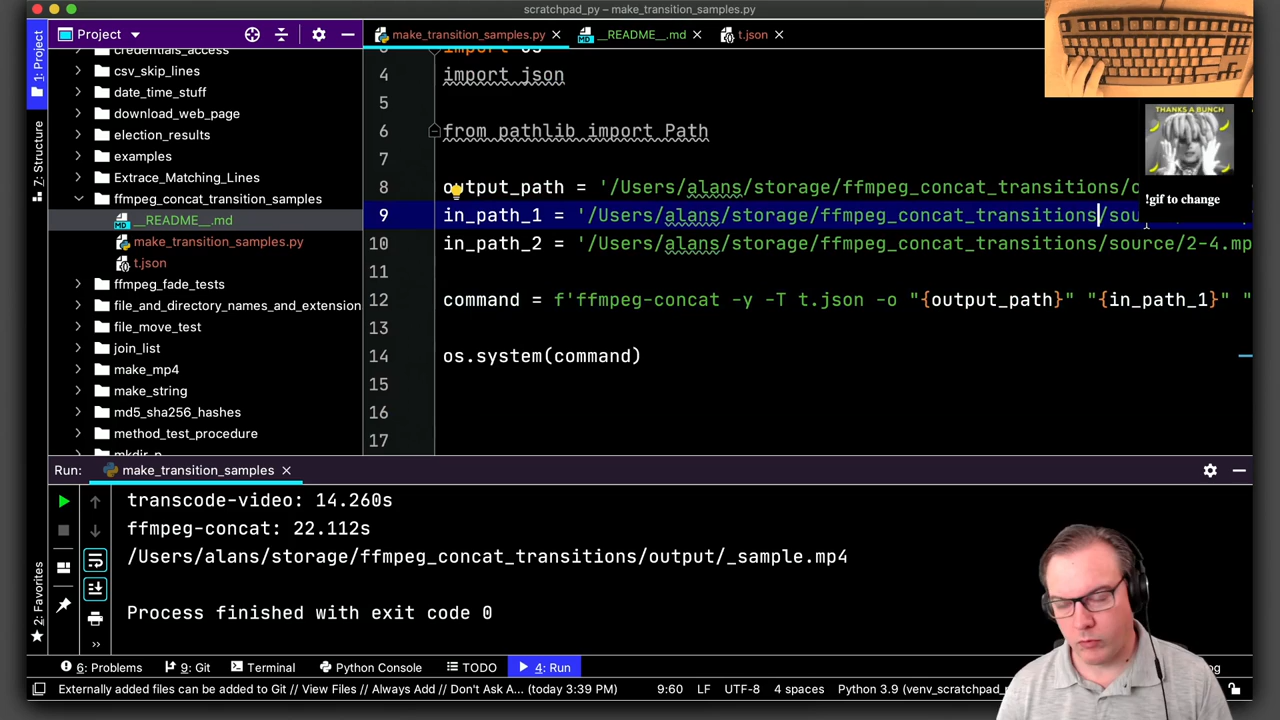 scratchpad_py – make_transition_samples.py
Project
make_transition_samples.py
__README__.md
t.json
THANKS A BUNCH
!gif to change
1: Project
7: Structure
2: Favorites
credentials_access
csv_skip_lines
date_time_stuff
download_web_page
election_results
examples
Extrace_Matching_Lines
ffmpeg_concat_transition_samples
__README__.md
make_transition_samples.py
t.json
ffmpeg_fade_tests
file_and_directory_names_and_extension
file_move_test
join_list
make_mp4
make_string
md5_sha256_hashes
method_test_procedure
mkdir_p
3 import os
4 import json
5
6 from pathlib import Path
7
8 output_path = '/Users/alans/storage/ffmpeg_concat_transitions/o
9 in_path_1 = '/Users/alans/storage/ffmpeg_concat_transitions/sou
10 in_path_2 = '/Users/alans/storage/ffmpeg_concat_transitions/source/2-4.mp
11
12 command = f'ffmpeg-concat -y -T t.json -o "{output_path}" "{in_path_1}" "
13
14 os.system(command)
15
16
17
Run: make_transition_samples
transcode-video: 14.260s
ffmpeg-concat: 22.112s
/Users/alans/storage/ffmpeg_concat_transitions/output/_sample.mp4
Process finished with exit code 0
6: Problems 9: Git Terminal Python Console TODO 4: Run
Externally added files can be added to Git // View Files // Always Add // Don't Ask A... (today 3:39 PM) 9:60 LF UTF-8 4 spaces Python 3.9 (venv_scratchpad_p